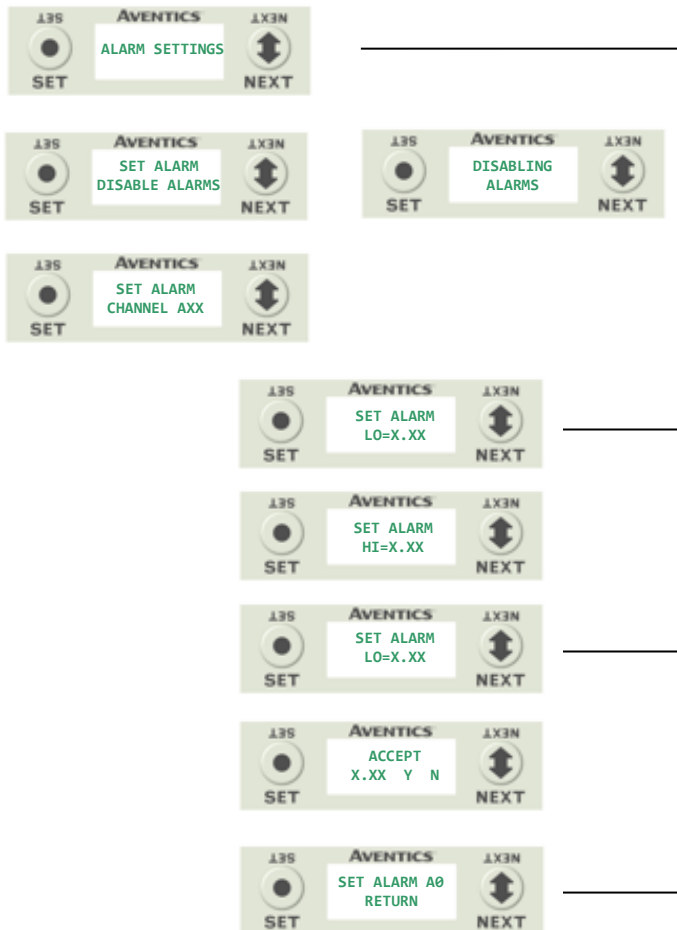 SET AVENTICS NEXT
ALARM SETTINGS
SET NEXT
SET AVENTICS NEXT
SET ALARM
DISABLE ALARMS
SET NEXT
SET AVENTICS NEXT
DISABLING
ALARMS
SET NEXT
SET AVENTICS NEXT
SET ALARM
CHANNEL AXX
SET NEXT
SET AVENTICS NEXT
SET ALARM
LO=X.XX
SET NEXT
SET AVENTICS NEXT
SET ALARM
HI=X.XX
SET NEXT
SET AVENTICS NEXT
SET ALARM
LO=X.XX
SET NEXT
SET AVENTICS NEXT
ACCEPT
X.XX Y N
SET NEXT
SET AVENTICS NEXT
SET ALARM A0
RETURN
SET NEXT